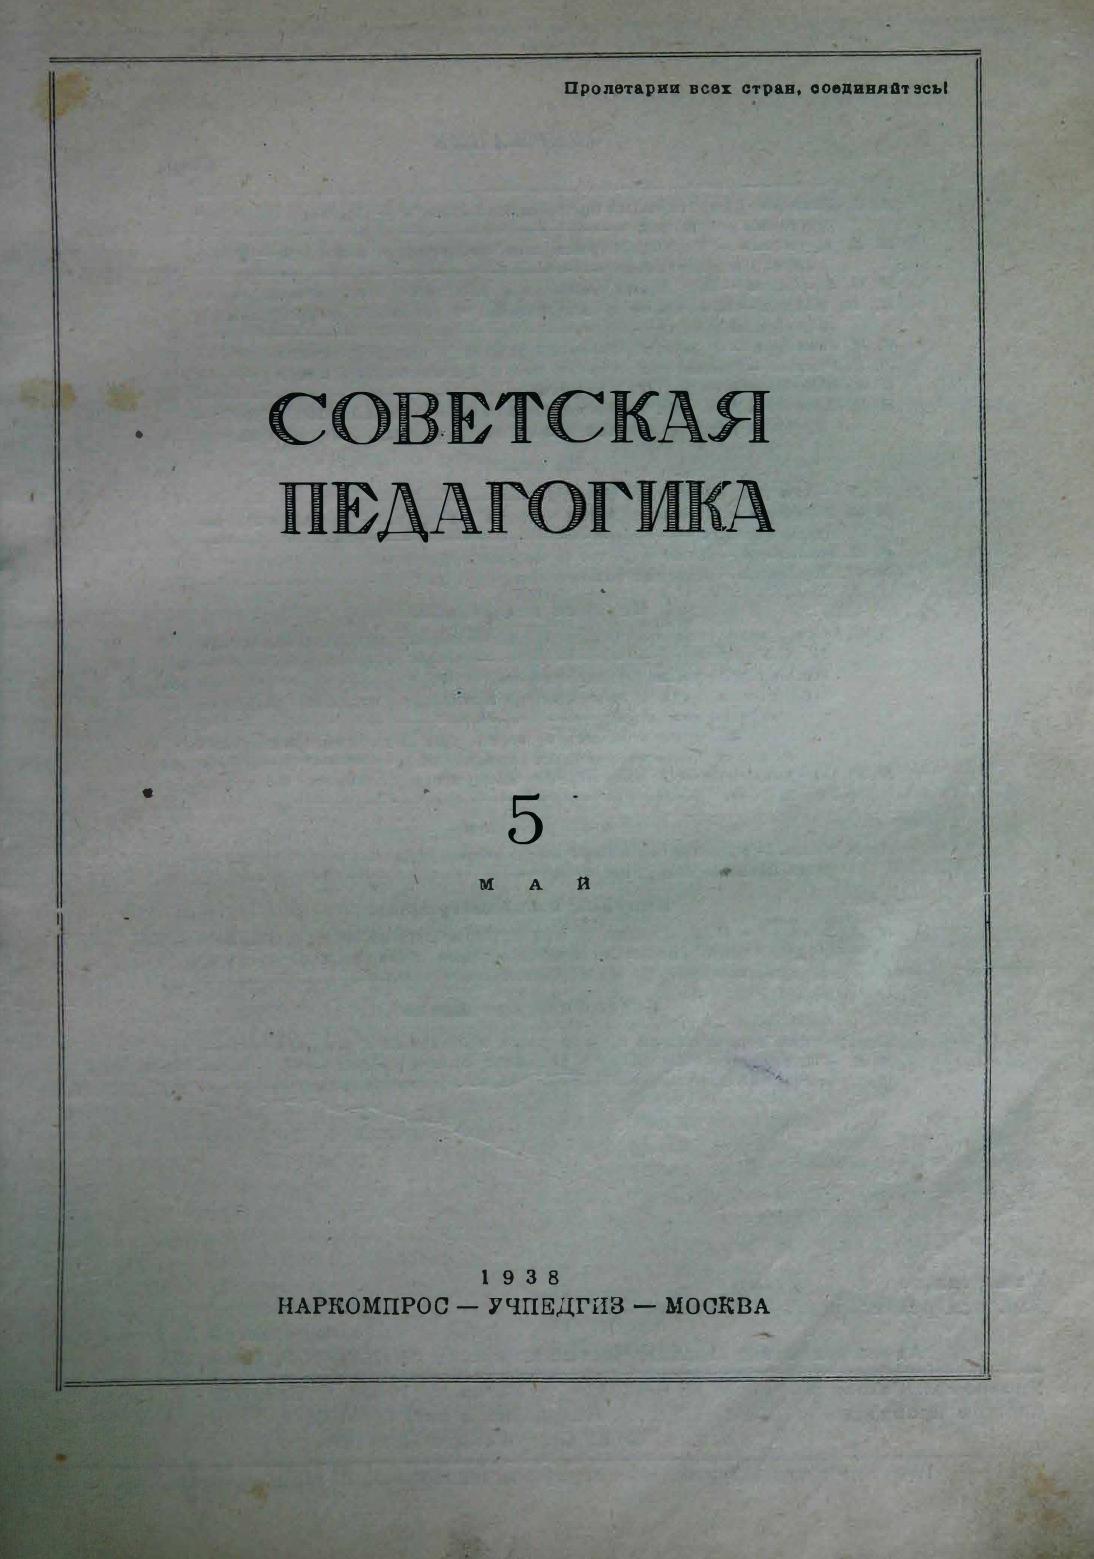 Пролетарии всех стран, соединяйтесь!
СОВЕТСКАЯ
ПЕДАГОГИКА
5
МАЙ
1938
НАРКОМПРОС — УЧПЕДГИЗ — МОСКВА